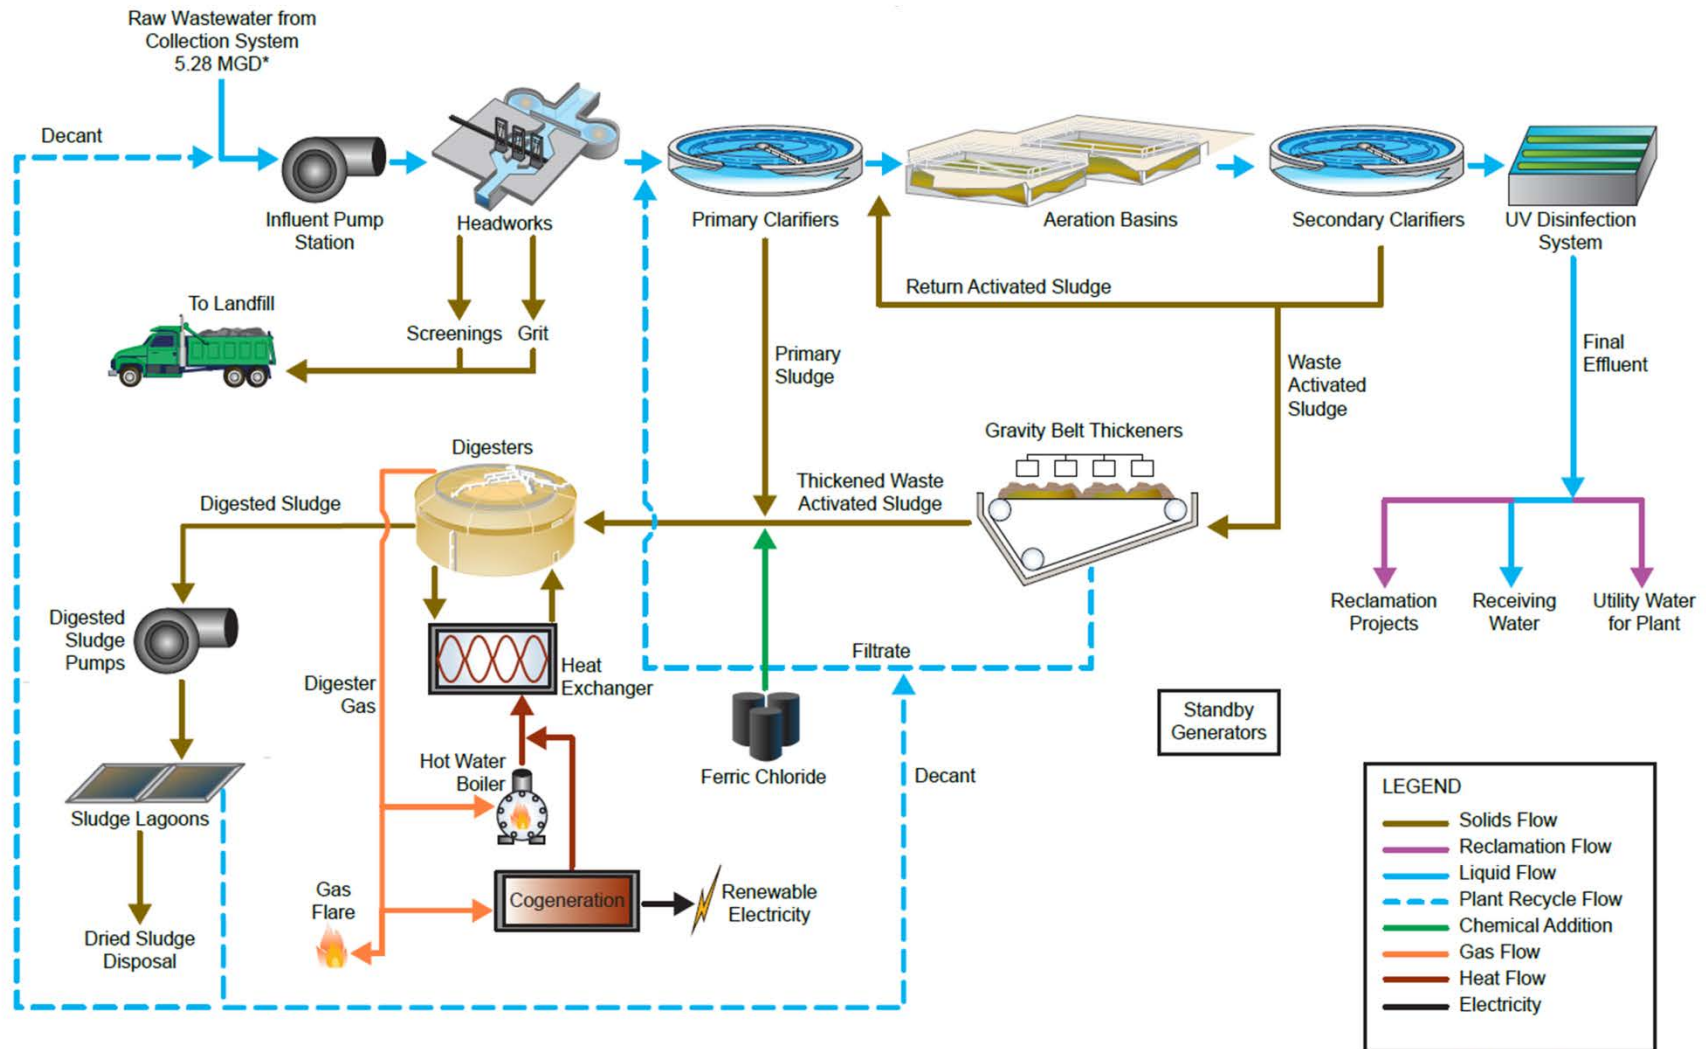 Raw Wastewater from
Collection System
5.28 MGD*
Decant
Influent Pump
Station
Headworks
Primary Clarifiers
Aeration Basins
Secondary Clarifiers
UV Disinfection
System
To Landfill
Screenings
Grit
Return Activated Sludge
Primary
Sludge
Waste
Activated
Sludge
Final
Effluent
Gravity Belt Thickeners
Digesters
Thickened Waste
Activated Sludge
Digested Sludge
Reclamation
Projects
Receiving
Water
Utility Water
for Plant
Digested
Sludge
Pumps
Filtrate
Heat
Exchanger
Digester
Gas
Standby
Generators
Hot Water
Boiler
Ferric Chloride
Decant
Sludge Lagoons
Gas
Flare
Cogeneration
Renewable
Electricity
Dried Sludge
Disposal
LEGEND
Solids Flow
Reclamation Flow
Liquid Flow
Plant Recycle Flow
Chemical Addition
Gas Flow
Heat Flow
Electricity